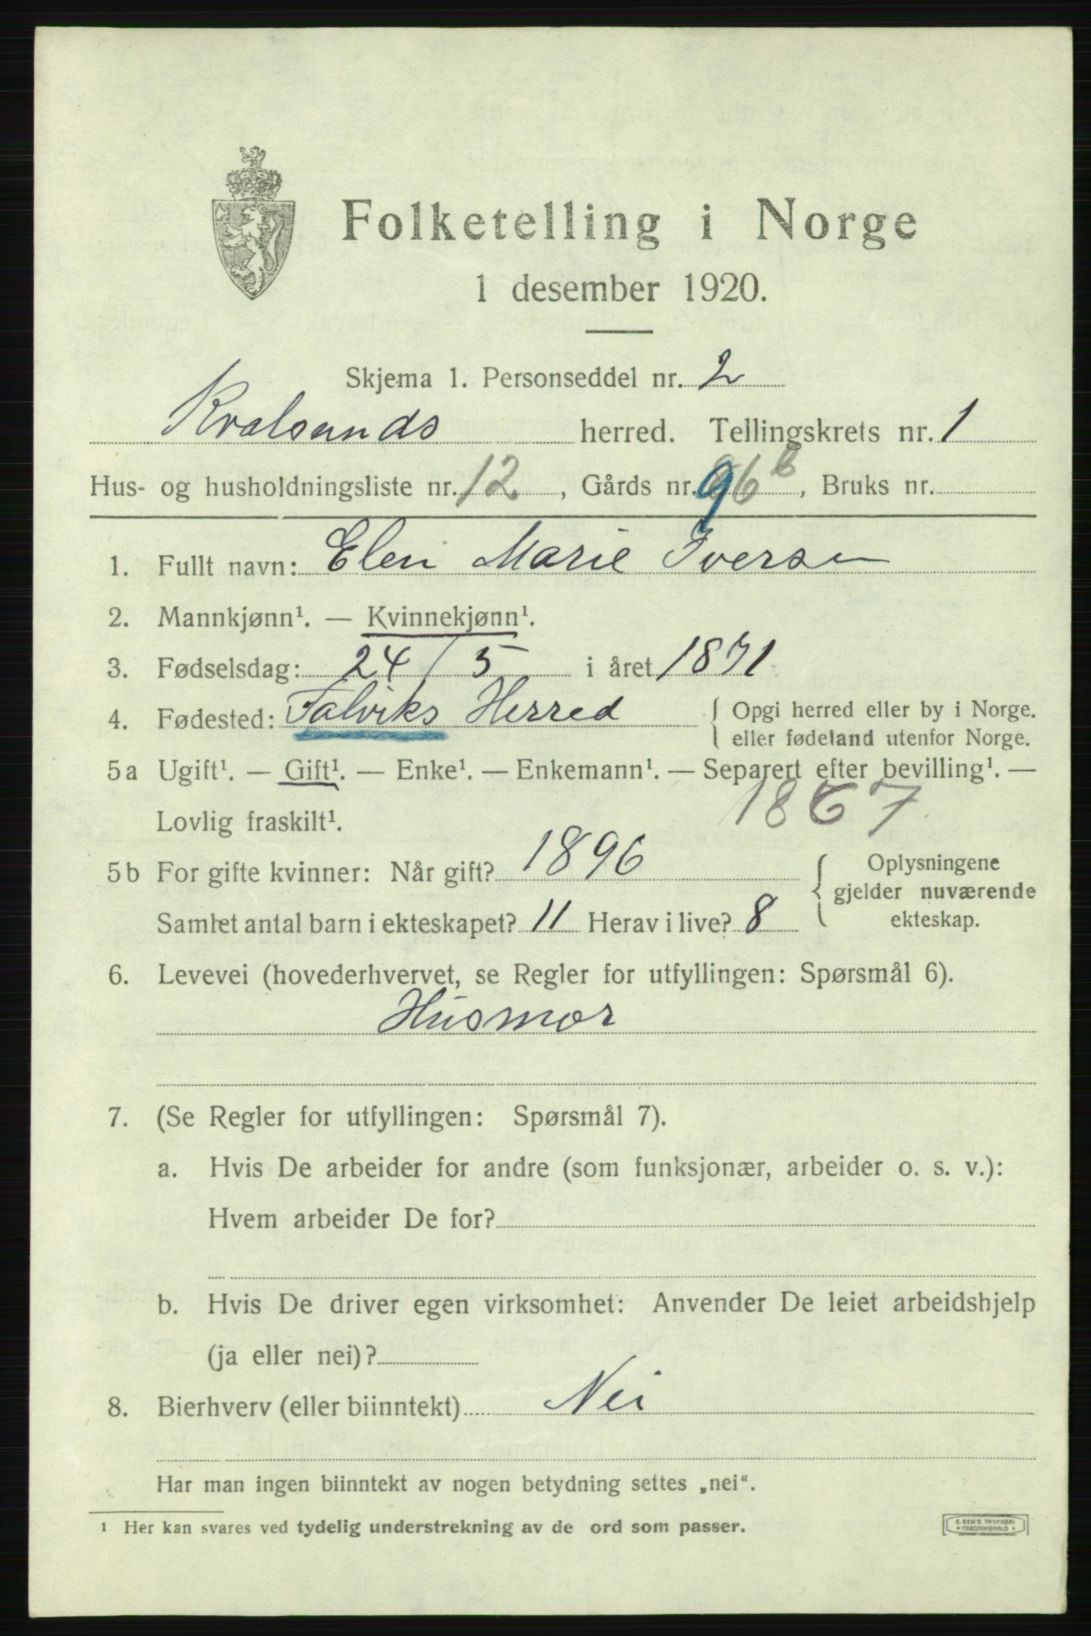 Folketelling i Norge
1 desember 1920.
Skjema 1. Personseddel nr. 2
Kvalsunds herred. Tellingskrets nr. 1
Hus- og husholdningsliste nr. 12, Gårds nr. 96 b, Bruks nr.
1. Fullt navn: Elen Marie Iversen
2. Mannkjønn¹. — Kvinnekjønn¹.
3. Fødselsdag: 24/5 i året 1871
4. Fødested: Talviks Herred { Opgi herred eller by i Norge.
eller fødeland utenfor Norge.
5a Ugift¹. — Gift¹. — Enke¹. — Enkemann¹. — Separert efter bevilling¹. —
1867
Lovlig fraskilt¹.
5b For gifte kvinner: Når gift? 1896 { Oplysningene
gjelder nuværende
Samlet antal barn i ekteskapet? 11 Herav i live? 8 ekteskap.
6. Levevei (hovederhvervet, se Regler for utfyllingen: Spørsmål 6).
Husmor
7. (Se Regler for utfyllingen: Spørsmål 7).
a. Hvis De arbeider for andre (som funksjonær, arbeider o. s. v.):
Hvem arbeider De for?
b. Hvis De driver egen virksomhet: Anvender De leiet arbeidshjelp
(ja eller nei)?
8. Bierhverv (eller biinntekt) Nei
Har man ingen biinntekt av nogen betydning settes „nei“.
¹ Her kan svares ved tydelig understrekning av de ord som passer.
E. SEM'S TRYKKERI
FREDRIKSHALD